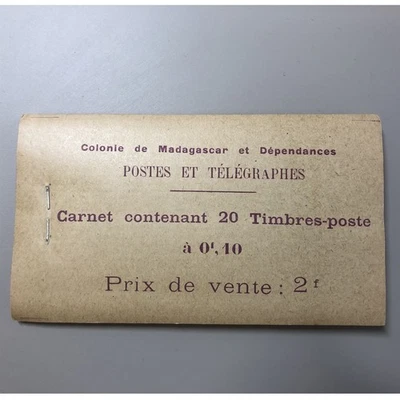 Colonie de Madagascar et Dépendances
POSTES ET TÉLÉGRAPHES
Carnet contenant 20 Timbres-poste
à 0ᶠ,10
Prix de vente : 2ᶠ